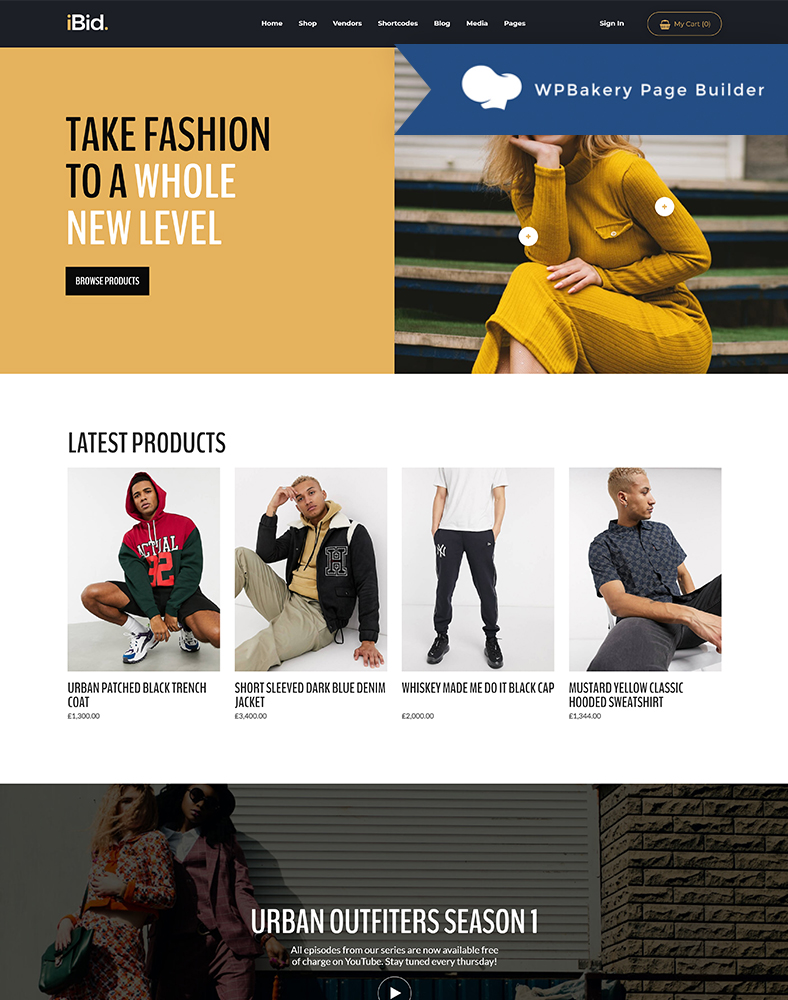 iBid.
Home Shop Vendors Shortcodes Blog Media Pages Sign In My Cart (0)
WPBakery Page Builder
TAKE FASHION
TO A WHOLE
NEW LEVEL
BROWSE PRODUCTS
LATEST PRODUCTS
ACTUAL
92
H
NY
URBAN PATCHED BLACK TRENCH
COAT
£1,300.00
SHORT SLEEVED DARK BLUE DENIM
JACKET
£3,400.00
WHISKEY MADE ME DO IT BLACK CAP
£2,000.00
MUSTARD YELLOW CLASSIC
HOODED SWEATSHIRT
£1,344.00
URBAN OUTFITERS SEASON 1
All episodes from our series are now available free
of charge on YouTube. Stay tuned every thursday!